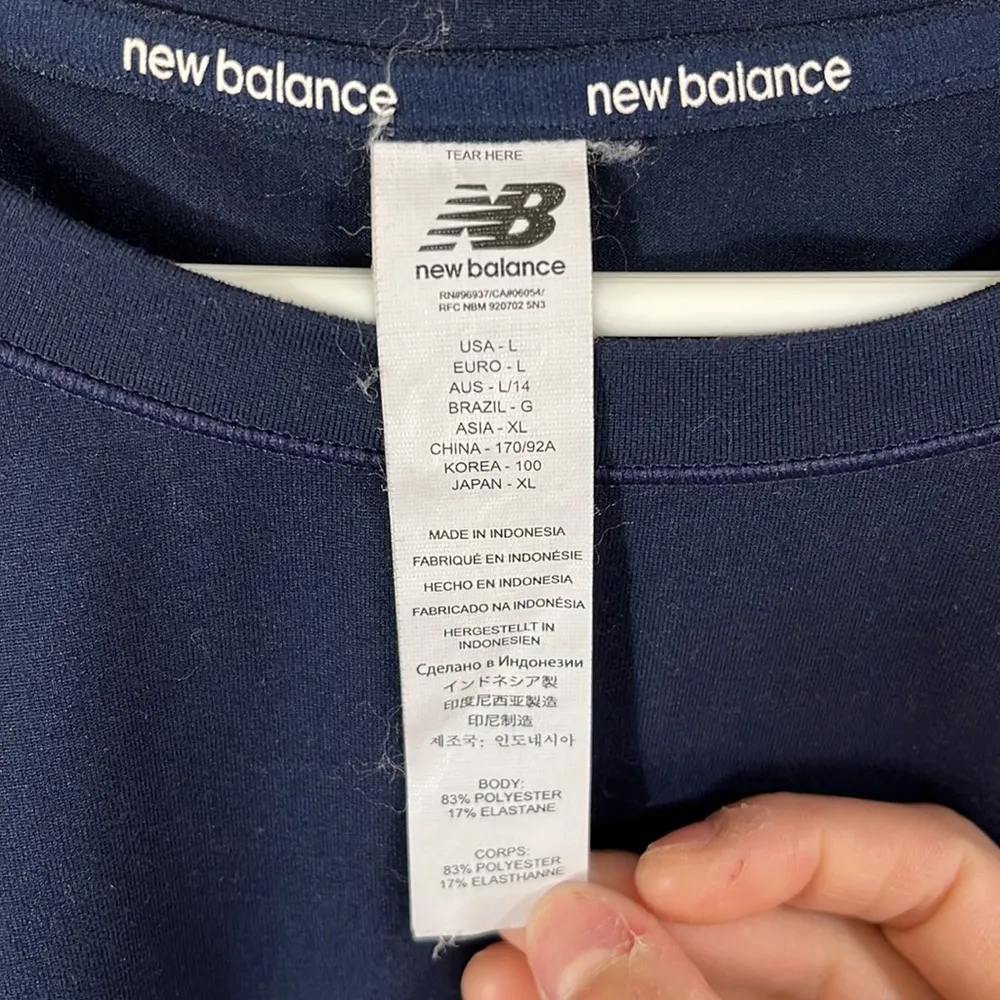 new balance new balance
TEAR HERE
NB
new balance
RN#96937/CA#06054/
RFC NBM 920702 5N3
USA - L
EURO - L
AUS - L/14
BRAZIL - G
ASIA - XL
CHINA - 170/92A
KOREA - 100
JAPAN - XL
MADE IN INDONESIA
FABRIQUÉ EN INDONÉSIE
HECHO EN INDONESIA
FABRICADO NA INDONÉSIA
HERGESTELLT IN
INDONESIEN
Сделано в Индонезии
インドネシア製
印度尼西亚製造
印尼制造
제조국: 인도네시아
BODY:
83% POLYESTER
17% ELASTANE
CORPS:
83% POLYESTER
17% ELASTHANNE